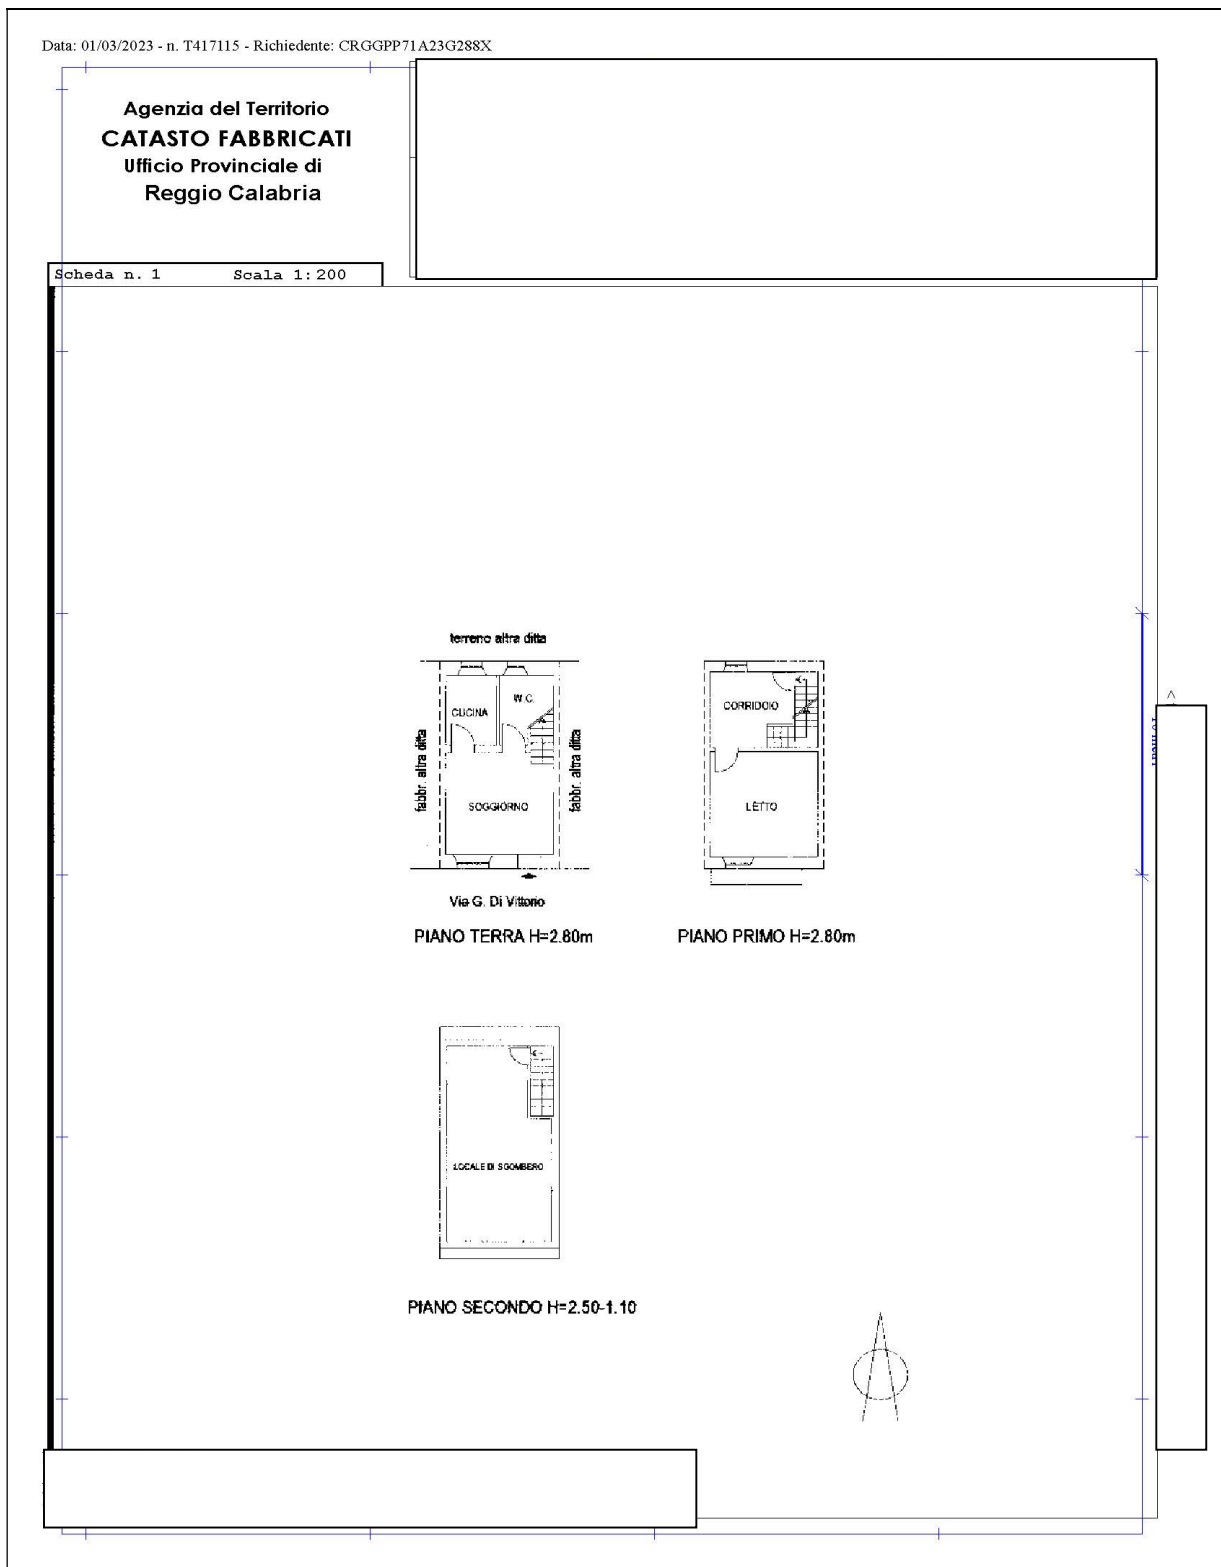 Data: 01/03/2023 - n. T417115 - Richiedente: CRGGPP71A23G288X
Agenzia del Territorio
CATASTO FABBRICATI
Ufficio Provinciale di
Reggio Calabria
Scheda n. 1 Scala 1:200
terreno altra ditta
CUCINA
W.C.
fabbr. altra ditta
fabbr. altra ditta
SOGGIORNO
Via G. Di Vittorio
PIANO TERRA H=2.80m
CORRIDOIO
LETTO
PIANO PRIMO H=2.80m
LOCALE DI SGOMBERO
PIANO SECONDO H=2.50-1.10